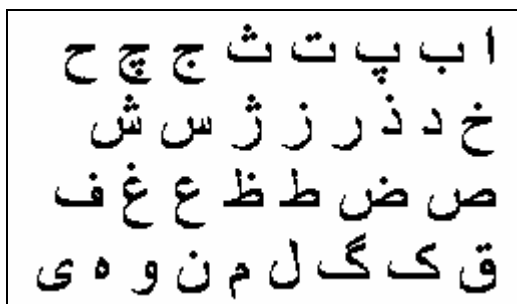 ا ب پ ت ث ج چ ح
خ د ذ ر ز ژ س ش
ص ض ط ظ ع غ ف
ق ک گ ل م ن و ه ی